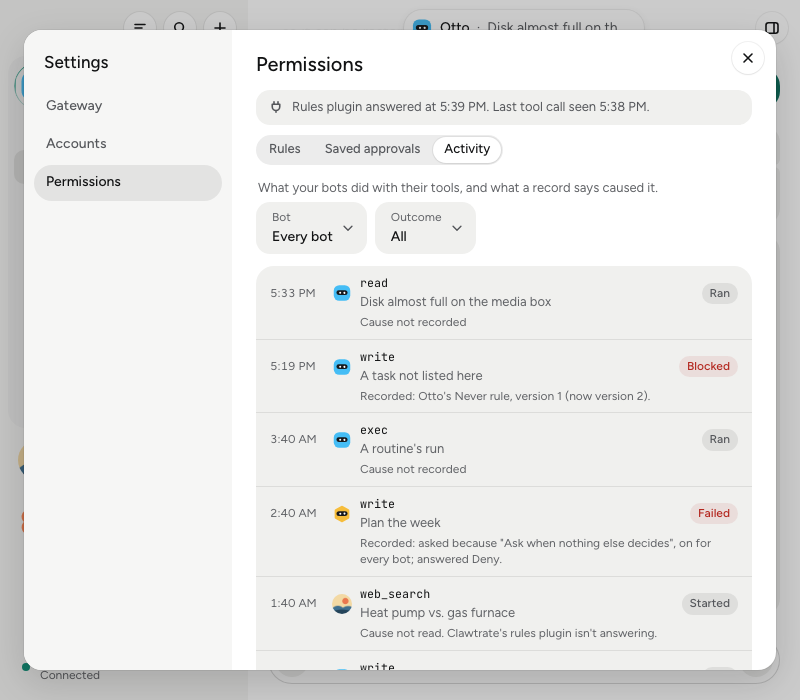 Otto · Disk almost full on th
Settings
Gateway
Accounts
Permissions
Connected
Permissions
Rules plugin answered at 5:39 PM. Last tool call seen 5:38 PM.
Rules Saved approvals Activity
What your bots did with their tools, and what a record says caused it.
Bot
Every bot
Outcome
All
5:33 PM
read
Disk almost full on the media box
Cause not recorded
Ran
5:19 PM
write
A task not listed here
Recorded: Otto's Never rule, version 1 (now version 2).
Blocked
3:40 AM
exec
A routine's run
Cause not recorded
Ran
2:40 AM
write
Plan the week
Recorded: asked because "Ask when nothing else decides", on for
every bot; answered Deny.
Failed
1:40 AM
web_search
Heat pump vs. gas furnace
Cause not read. Clawtrate's rules plugin isn't answering.
Started
write